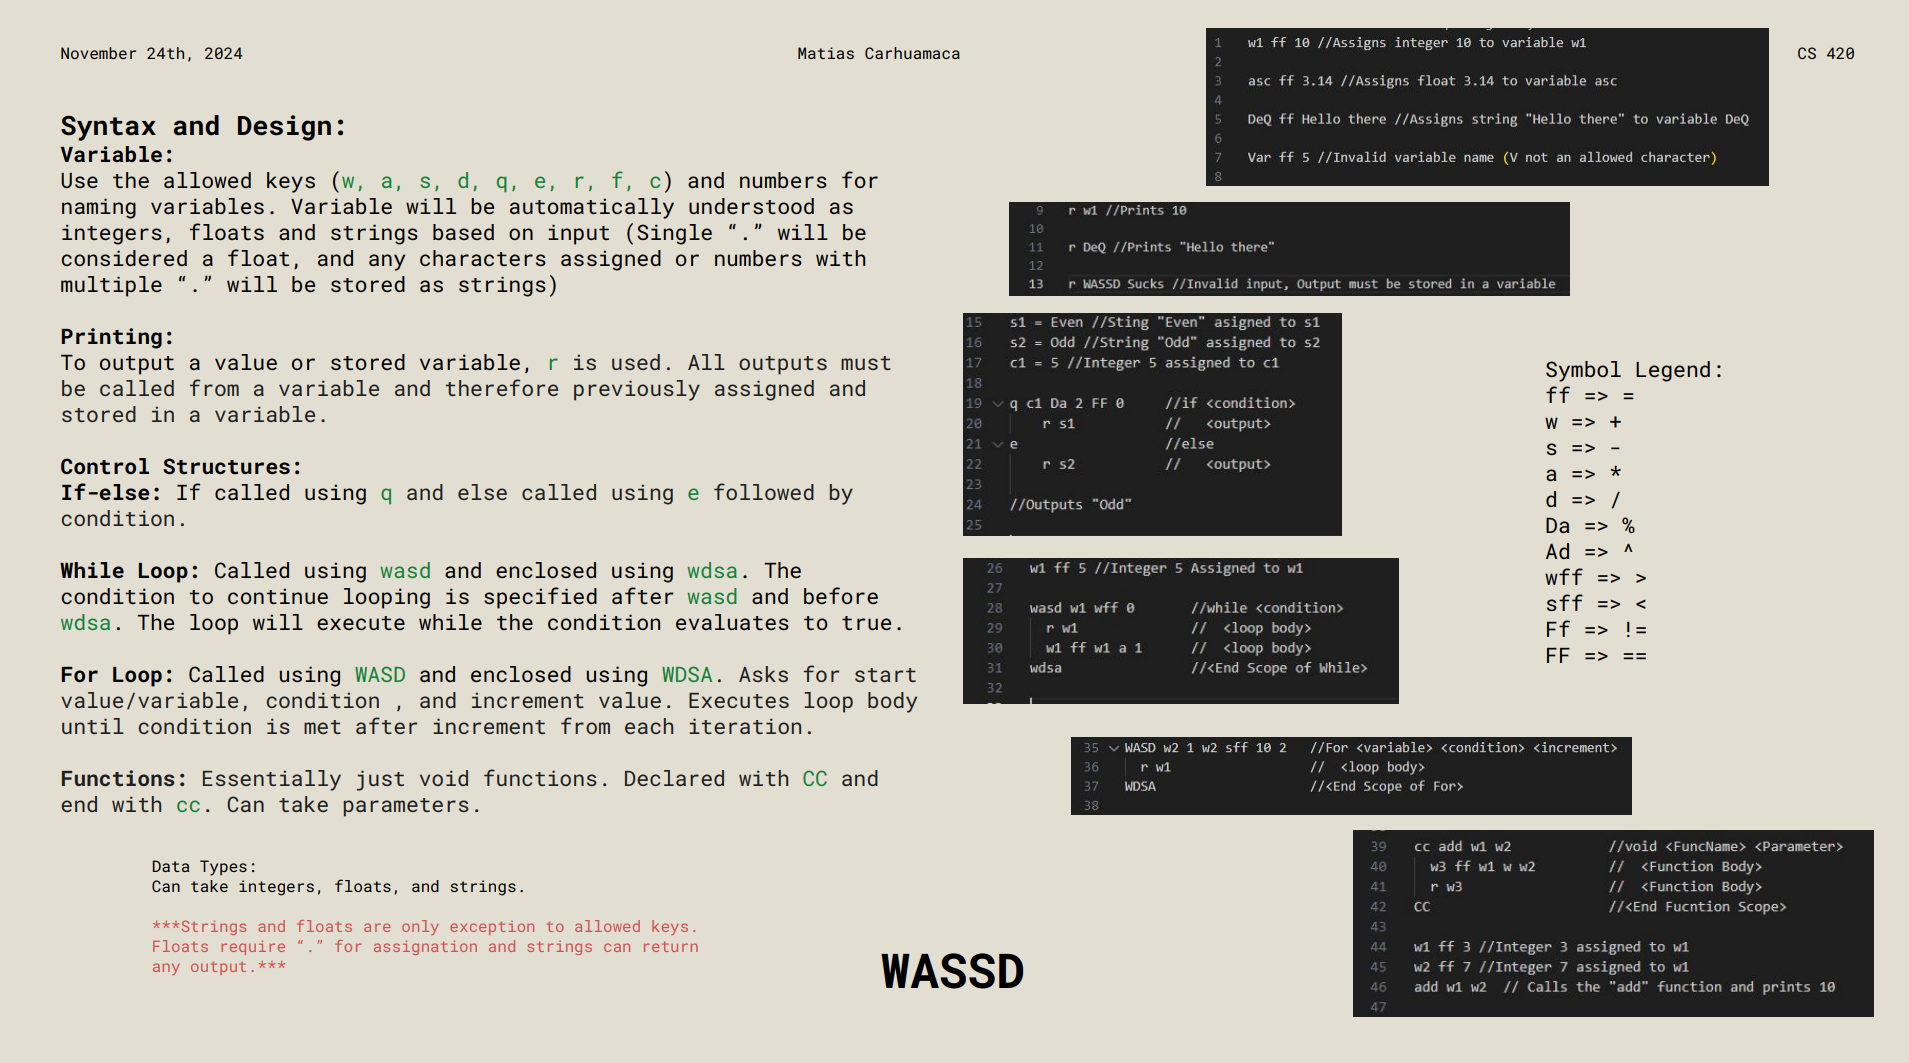 November 24th, 2024
Matias Carhuamaca
CS 420
Syntax and Design:
Variable:
Use the allowed keys (w, a, s, d, q, e, r, f, c) and numbers for
naming variables. Variable will be automatically understood as
integers, floats and strings based on input (Single “.” will be
considered a float, and any characters assigned or numbers with
multiple “.” will be stored as strings)
Printing:
To output a value or stored variable, r is used. All outputs must
be called from a variable and therefore previously assigned and
stored in a variable.
Control Structures:
If-else: If called using q and else called using e followed by
condition.
While Loop: Called using wasd and enclosed using wdsa. The
condition to continue looping is specified after wasd and before
wdsa. The loop will execute while the condition evaluates to true.
For Loop: Called using WASD and enclosed using WDSA. Asks for start
value/variable, condition , and increment value. Executes loop body
until condition is met after increment from each iteration.
Functions: Essentially just void functions. Declared with CC and
end with cc. Can take parameters.
Data Types:
Can take integers, floats, and strings.
***Strings and floats are only exception to allowed keys.
Floats require “.” for assignation and strings can return
any output.***
WASSD
1 w1 ff 10 //Assigns integer 10 to variable w1
2
3 asc ff 3.14 //Assigns float 3.14 to variable asc
4
5 DeQ ff Hello there //Assigns string "Hello there" to variable DeQ
6
7 Var ff 5 //Invalid variable name (V not an allowed character)
8
9 r w1 //Prints 10
10
11 r DeQ //Prints "Hello there"
12
13 r WASSD Sucks //Invalid input, Output must be stored in a variable
15 s1 = Even //Sting "Even" asigned to s1
16 s2 = Odd //String "Odd" assigned to s2
17 c1 = 5 //Integer 5 assigned to c1
18
19 q c1 Da 2 FF 0 //if <condition>
20 r s1 // <output>
21 e //else
22 r s2 // <output>
23
24 //Outputs "Odd"
25
26 w1 ff 5 //Integer 5 Assigned to w1
27
28 wasd w1 wff 0 //while <condition>
29 r w1 // <loop body>
30 w1 ff w1 a 1 // <loop body>
31 wdsa //<End Scope of While>
32
35 WASD w2 1 w2 sff 10 2 //For <variable> <condition> <increment>
36 r w1 // <loop body>
37 WDSA //<End Scope of For>
38
39 cc add w1 w2 //void <FuncName> <Parameter>
40 w3 ff w1 w w2 // <Function Body>
41 r w3 // <Function Body>
42 CC //<End Fucntion Scope>
43
44 w1 ff 3 //Integer 3 assigned to w1
45 w2 ff 7 //Integer 7 assigned to w1
46 add w1 w2 // Calls the "add" function and prints 10
47
Symbol Legend:
ff => =
w => +
s => -
a => *
d => /
Da => %
Ad => ^
wff => >
sff => <
Ff => !=
FF => ==